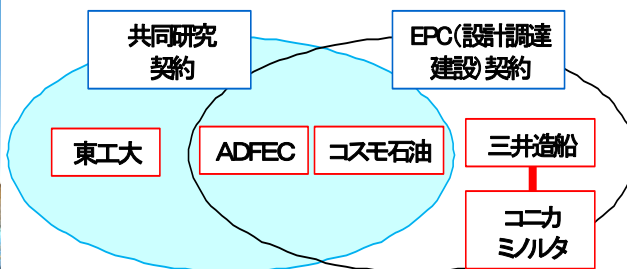 共同研究
契約
EPC(設計調達
建設)契約
東工大
ADFEC
コスモ石油
三井造船
コニカ
ミノルタ